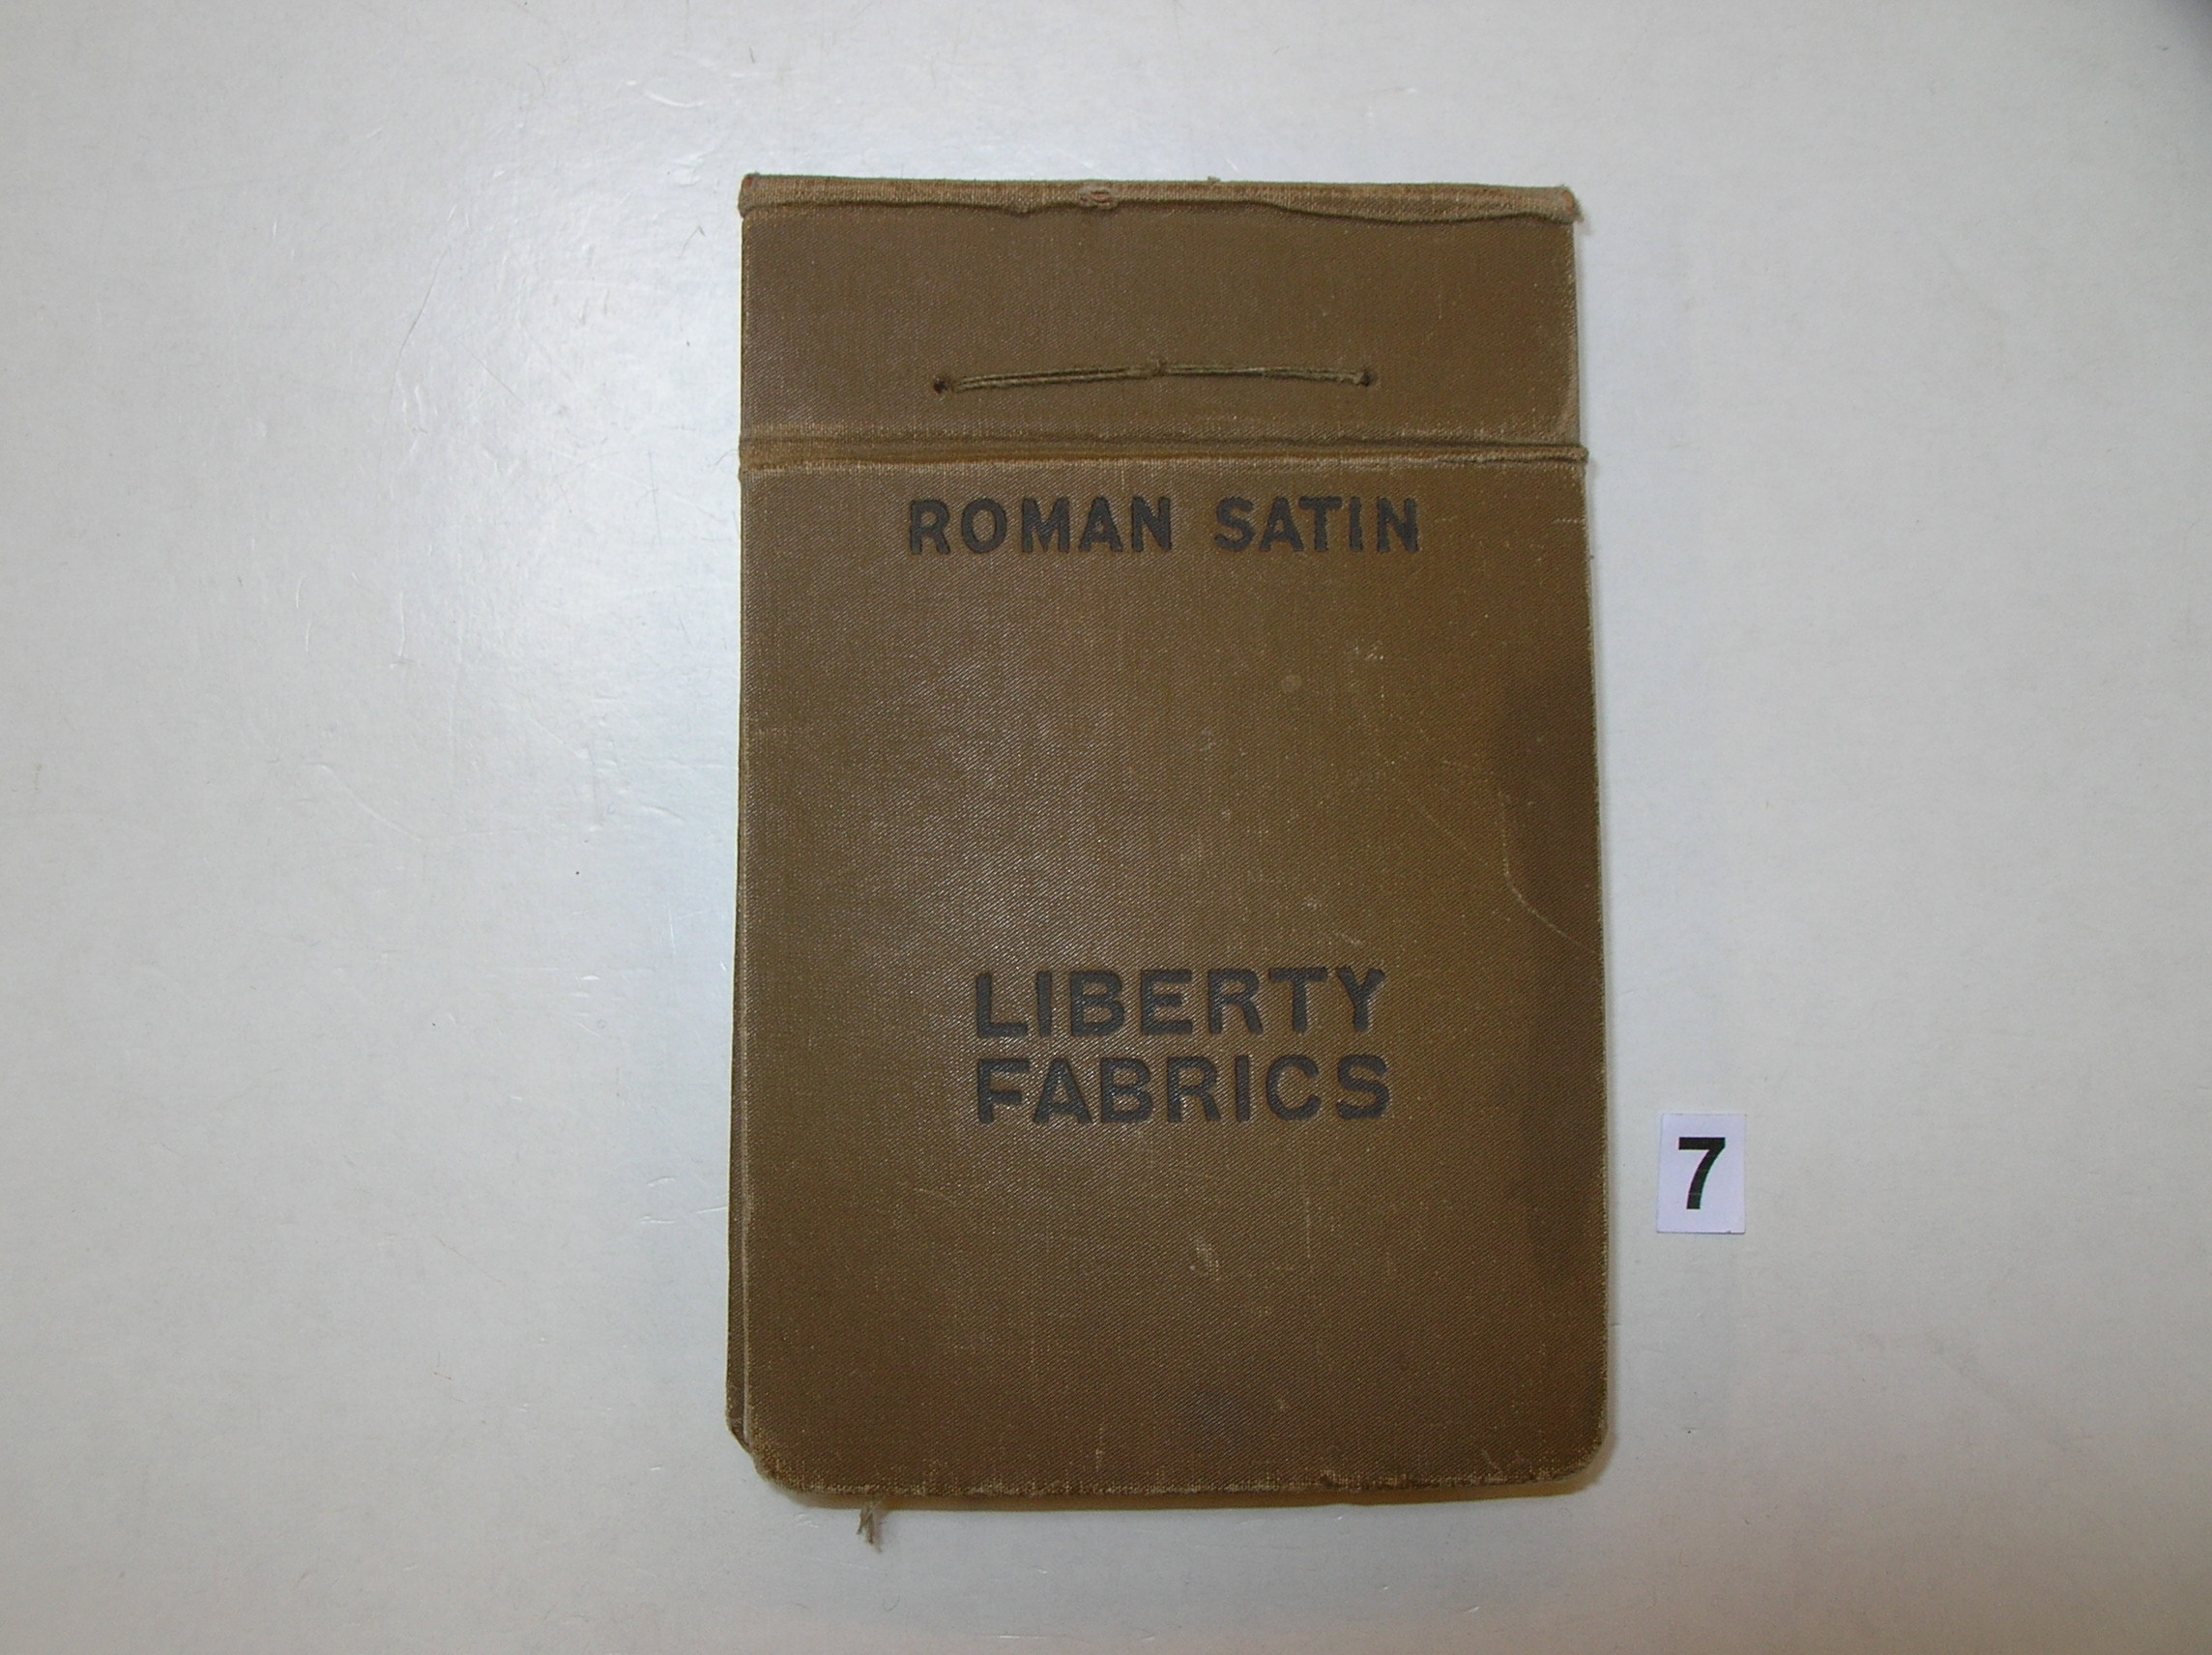 ROMAN SATIN
LIBERTY
FABRICS
7